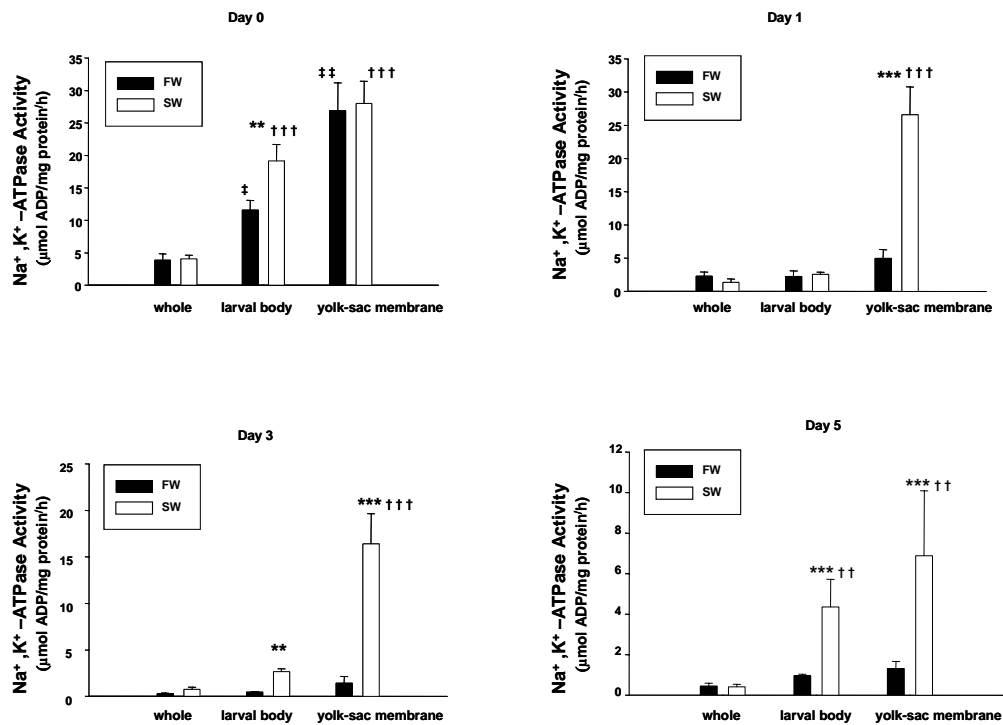 Day 0
Na⁺ ,K⁺ –ATPase Activity
(µmol ADP/mg protein/h)
35
30
25
20
15
10
5
0
FW
SW
‡
** †††
‡‡ †††
whole larval body yolk-sac membrane
Day 1
Na⁺ ,K⁺ –ATPase Activity
(µmol ADP/mg protein/h)
35
30
25
20
15
10
5
0
FW
SW
*** †††
whole larval body yolk-sac membrane
Day 3
Na⁺ ,K⁺ –ATPase Activity
(µmol ADP/mg protein/h)
25
20
15
10
5
0
FW
SW
**
*** †††
whole larval body yolk-sac membrane
Day 5
Na⁺ ,K⁺ –ATPase Activity
(µmol ADP/mg protein/h)
12
10
8
6
4
2
0
FW
SW
*** ††
*** ††
whole larval body yolk-sac membrane